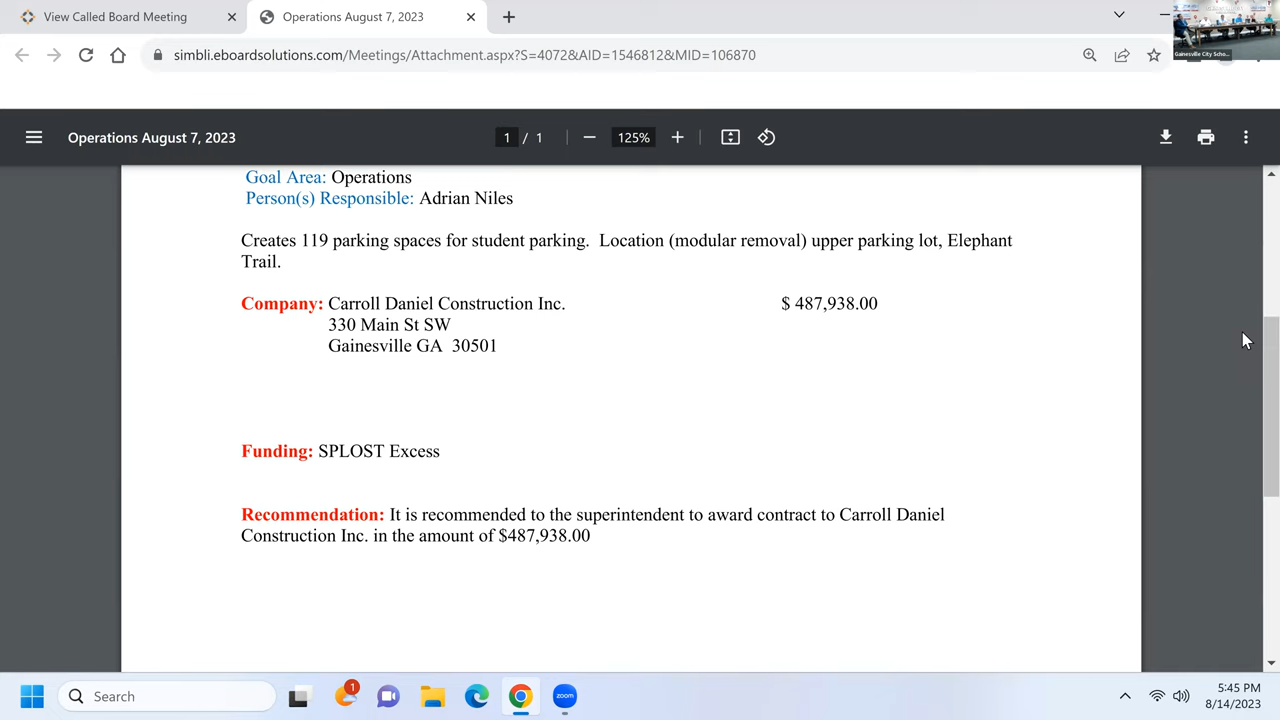 View Called Board Meeting
Operations August 7, 2023
simbli.eboardsolutions.com/Meetings/Attachment.aspx?S=4072&AID=1546812&MID=106870
Gainesville City Scho...
Operations August 7, 2023
1 / 1
125%
Goal Area: Operations
Person(s) Responsible: Adrian Niles
Creates 119 parking spaces for student parking. Location (modular removal) upper parking lot, Elephant
Trail.
Company: Carroll Daniel Construction Inc. $ 487,938.00
330 Main St SW
Gainesville GA 30501
Funding: SPLOST Excess
Recommendation: It is recommended to the superintendent to award contract to Carroll Daniel
Construction Inc. in the amount of $487,938.00
Search
1
zoom
5:45 PM
8/14/2023